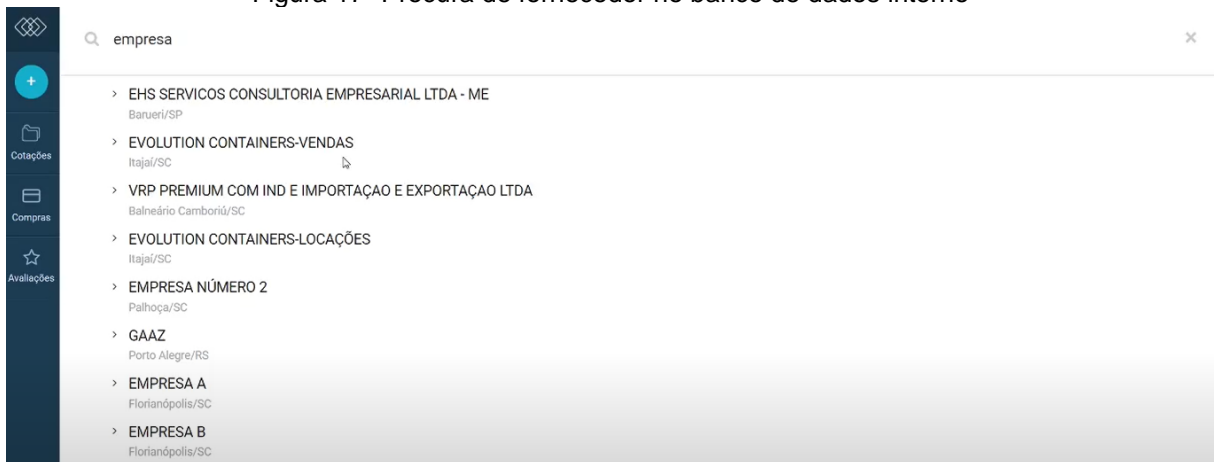 empresa
×
+
EHS SERVICOS CONSULTORIA EMPRESARIAL LTDA - ME
Barueri/SP
Cotações
EVOLUTION CONTAINERS-VENDAS
Itajaí/SC
VRP PREMIUM COM IND E IMPORTAÇAO E EXPORTAÇAO LTDA
Balneário Camboriú/SC
Compras
EVOLUTION CONTAINERS-LOCAÇÕES
Itajaí/SC
Avaliações
EMPRESA NÚMERO 2
Palhoça/SC
GAAZ
Porto Alegre/RS
EMPRESA A
Florianópolis/SC
EMPRESA B
Florianópolis/SC